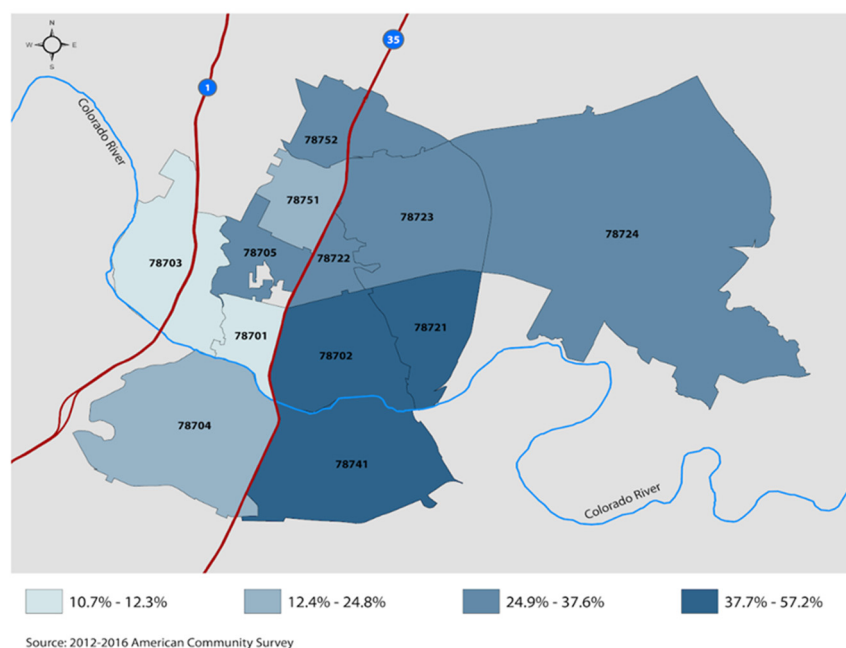 N
W E
S
1
35
Colorado River
78752
78751
78723
78724
78705
78722
78703
78701
78721
78702
78704
78741
Colorado River
10.7% - 12.3% 12.4% - 24.8% 24.9% - 37.6% 37.7% - 57.2%
Source: 2012-2016 American Community Survey